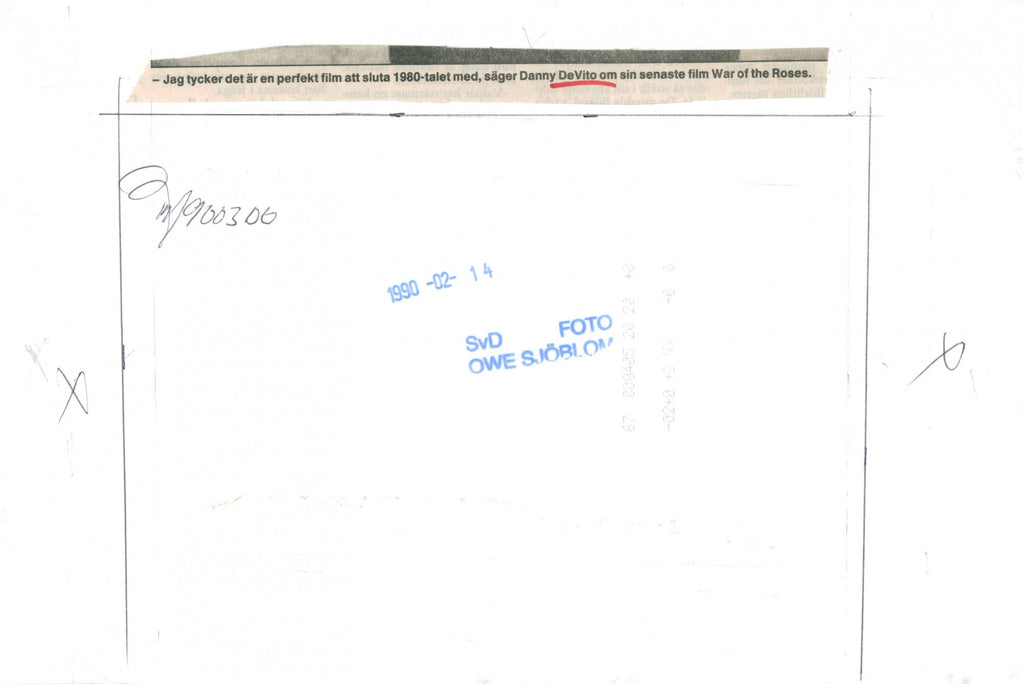 – Jag tycker det är en perfekt film att sluta 1980-talet med, säger Danny DeVito om sin senaste film War of the Roses.
900300
1990 -02- 14
SvD FOTO
OWE SJÖBLOM